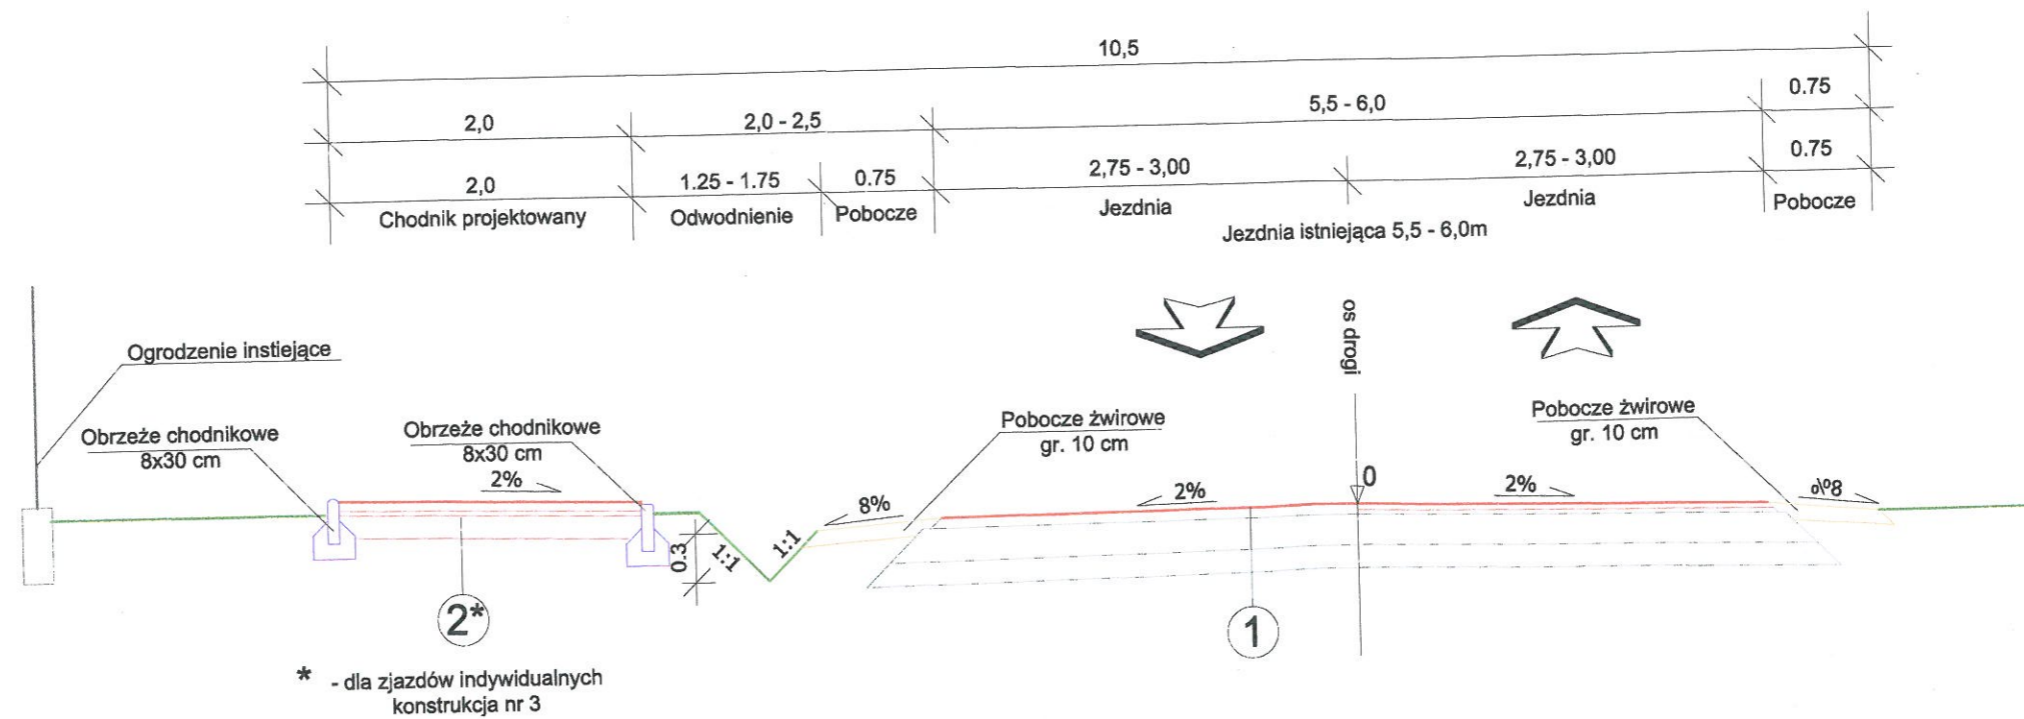 10,5
2,0
2,0 - 2,5
5,5 - 6,0
0.75
2,0
1.25 - 1.75
0.75
2,75 - 3,00
2,75 - 3,00
0.75
Chodnik projektowany
Odwodnienie
Pobocze
Jezdnia
Jezdnia
Pobocze
Jezdnia istniejąca 5,5 - 6,0m
os drogi
Ogrodzenie instiejące
Obrzeże chodnikowe
8x30 cm
Obrzeże chodnikowe
8x30 cm
Pobocze żwirowe
gr. 10 cm
Pobocze żwirowe
gr. 10 cm
2%
8%
2%
0
2%
8%
0.3
1:1
1:1
2*
1
* - dla zjazdów indywidualnych
konstrukcja nr 3